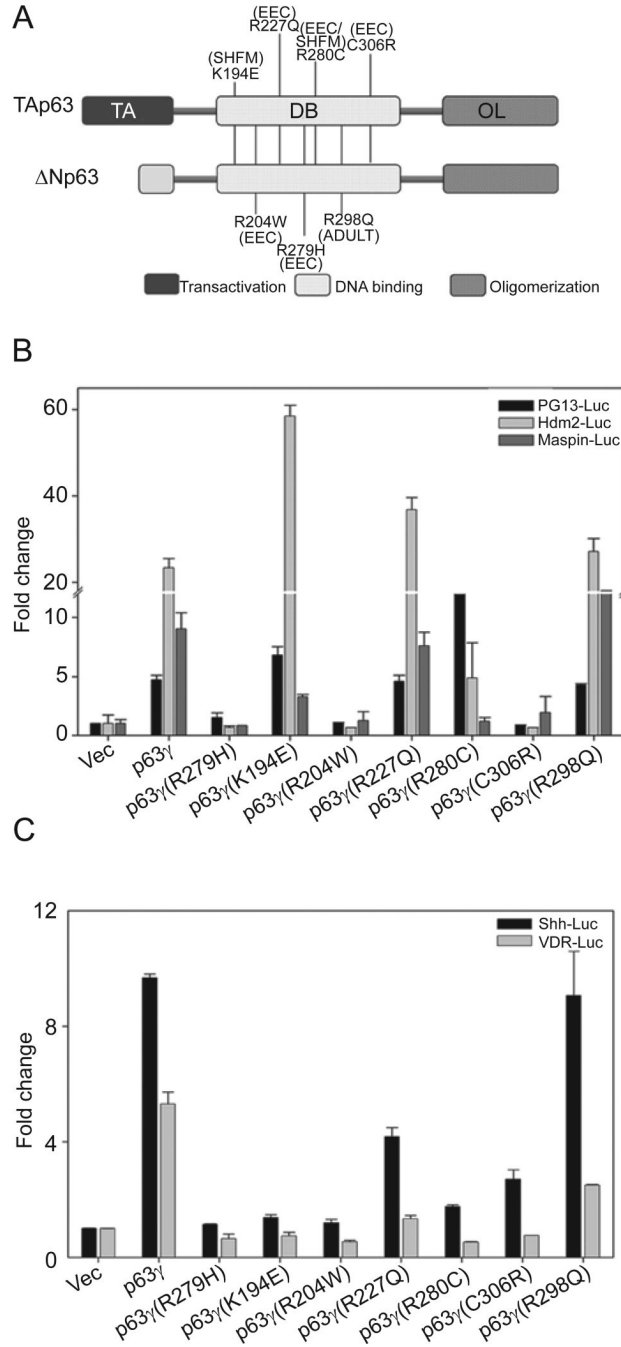 A
(EEC)
R227Q
(EEC/
SHFM)
R280C
(EEC)
C306R
(SHFM)
K194E
TAp63
TA
DB
OL
ΔNp63
R204W
(EEC)
R279H
(EEC)
R298Q
(ADULT)
Transactivation
DNA binding
Oligomerization
B
60
40
20
10
5
0
Fold change
PG13-Luc
Hdm2-Luc
Maspin-Luc
Vec
p63γ
p63γ(R279H)
p63γ(K194E)
p63γ(R204W)
p63γ(R227Q)
p63γ(R280C)
p63γ(C306R)
p63γ(R298Q)
C
12
8
4
0
Fold change
Shh-Luc
VDR-Luc
Vec
p63γ
p63γ(R279H)
p63γ(K194E)
p63γ(R204W)
p63γ(R227Q)
p63γ(R280C)
p63γ(C306R)
p63γ(R298Q)